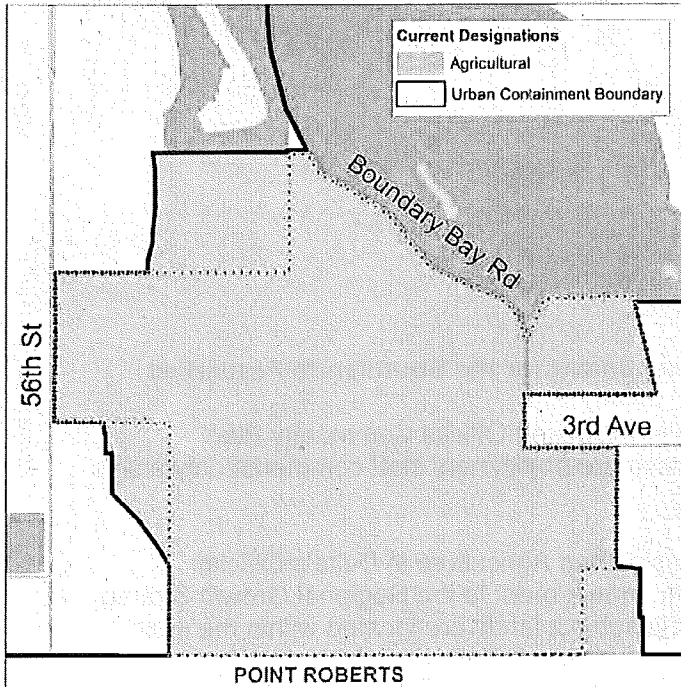 Current Designations
Agricultural
Urban Containment Boundary
Boundary Bay Rd
56th St
3rd Ave
POINT ROBERTS